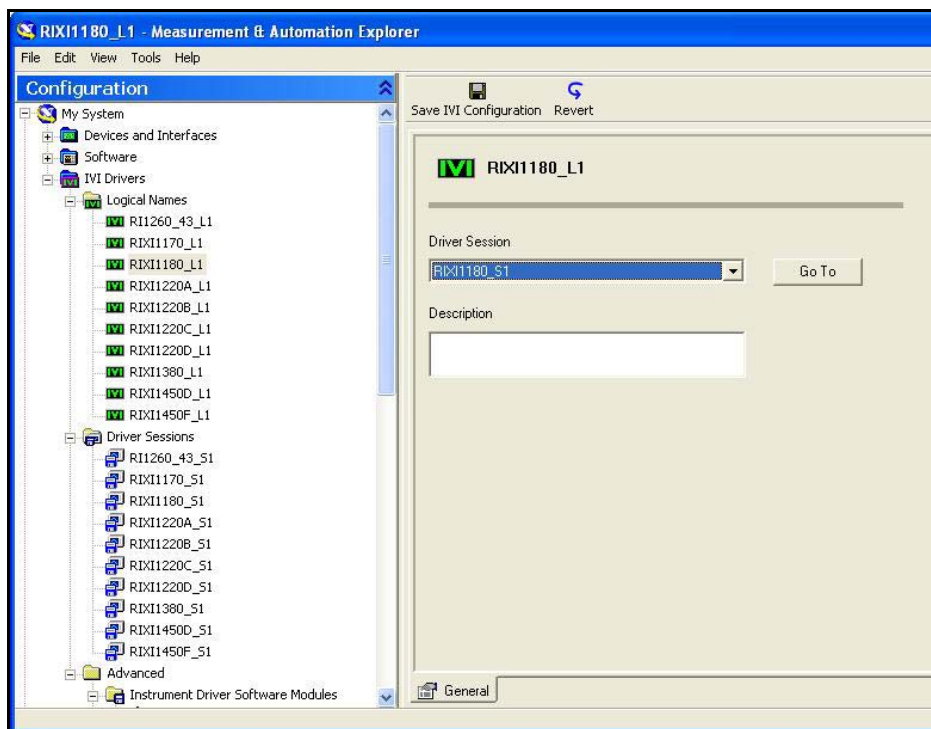 RIXI1180_L1 - Measurement & Automation Explorer
File Edit View Tools Help
Configuration
My System
Devices and Interfaces
Software
IVI Drivers
Logical Names
RI1260_43_L1
RIXI1170_L1
RIXI1180_L1
RIXI1220A_L1
RIXI1220B_L1
RIXI1220C_L1
RIXI1220D_L1
RIXI1380_L1
RIXI1450D_L1
RIXI1450F_L1
Driver Sessions
RI1260_43_S1
RIXI1170_S1
RIXI1180_S1
RIXI1220A_S1
RIXI1220B_S1
RIXI1220C_S1
RIXI1220D_S1
RIXI1380_S1
RIXI1450D_S1
RIXI1450F_S1
Advanced
Instrument Driver Software Modules
Save IVI Configuration Revert
IVI RIXI1180_L1
Driver Session
RIXI1180_S1 Go To
Description
General